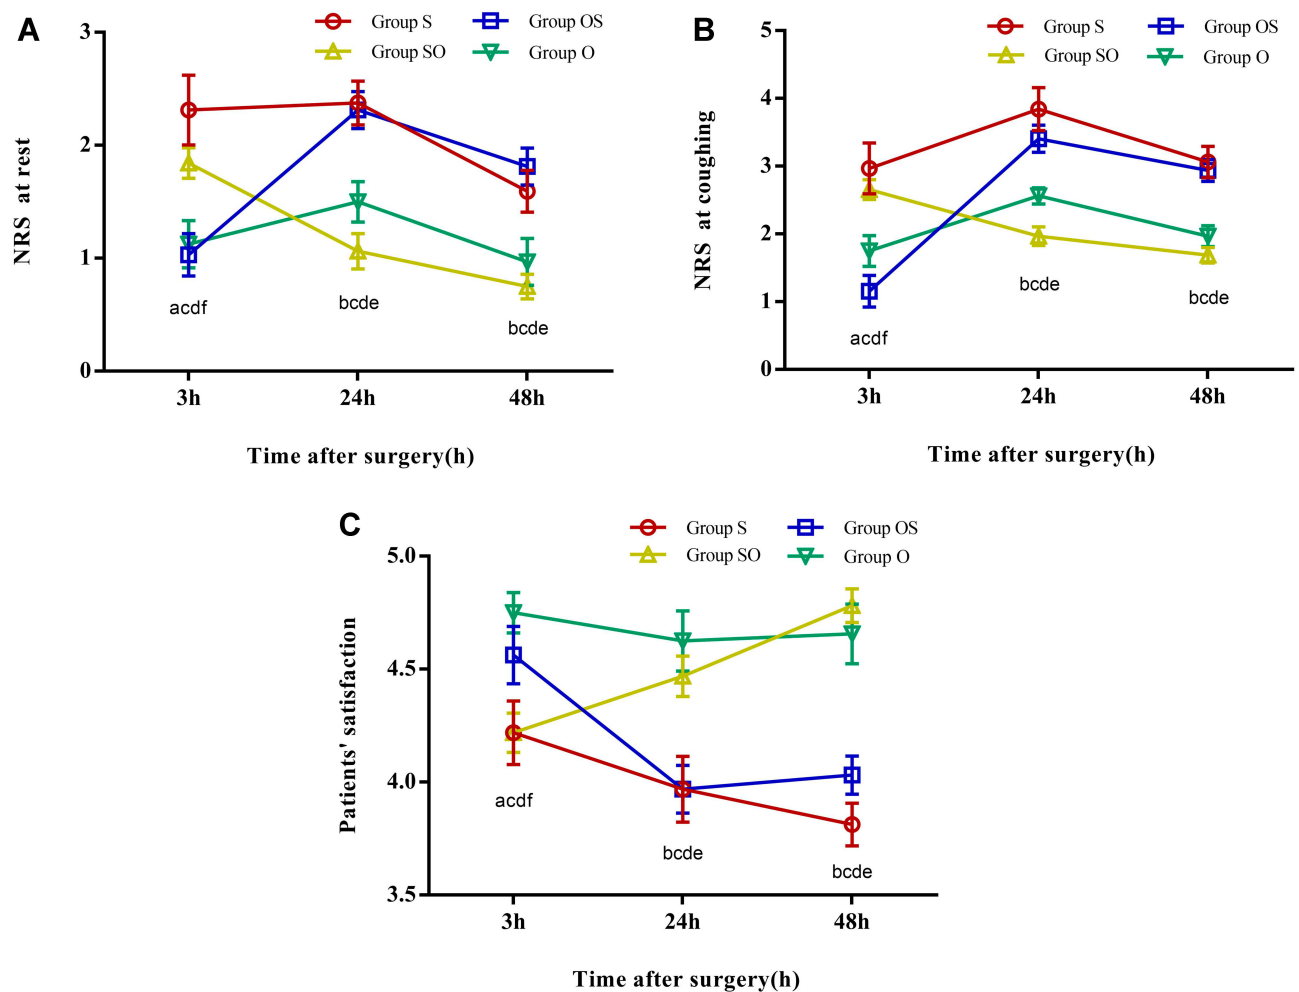 A
Group S
Group OS
Group SO
Group O
3
2
1
0
NRS at rest
acdf
bcde
bcde
3h
24h
48h
Time after surgery(h)
B
Group S
Group OS
Group SO
Group O
5
4
3
2
1
0
NRS at coughing
acdf
bcde
bcde
3h
24h
48h
Time after surgery(h)
C
Group S
Group OS
Group SO
Group O
5.0
4.5
4.0
3.5
Patients' satisfaction
acdf
bcde
bcde
3h
24h
48h
Time after surgery(h)